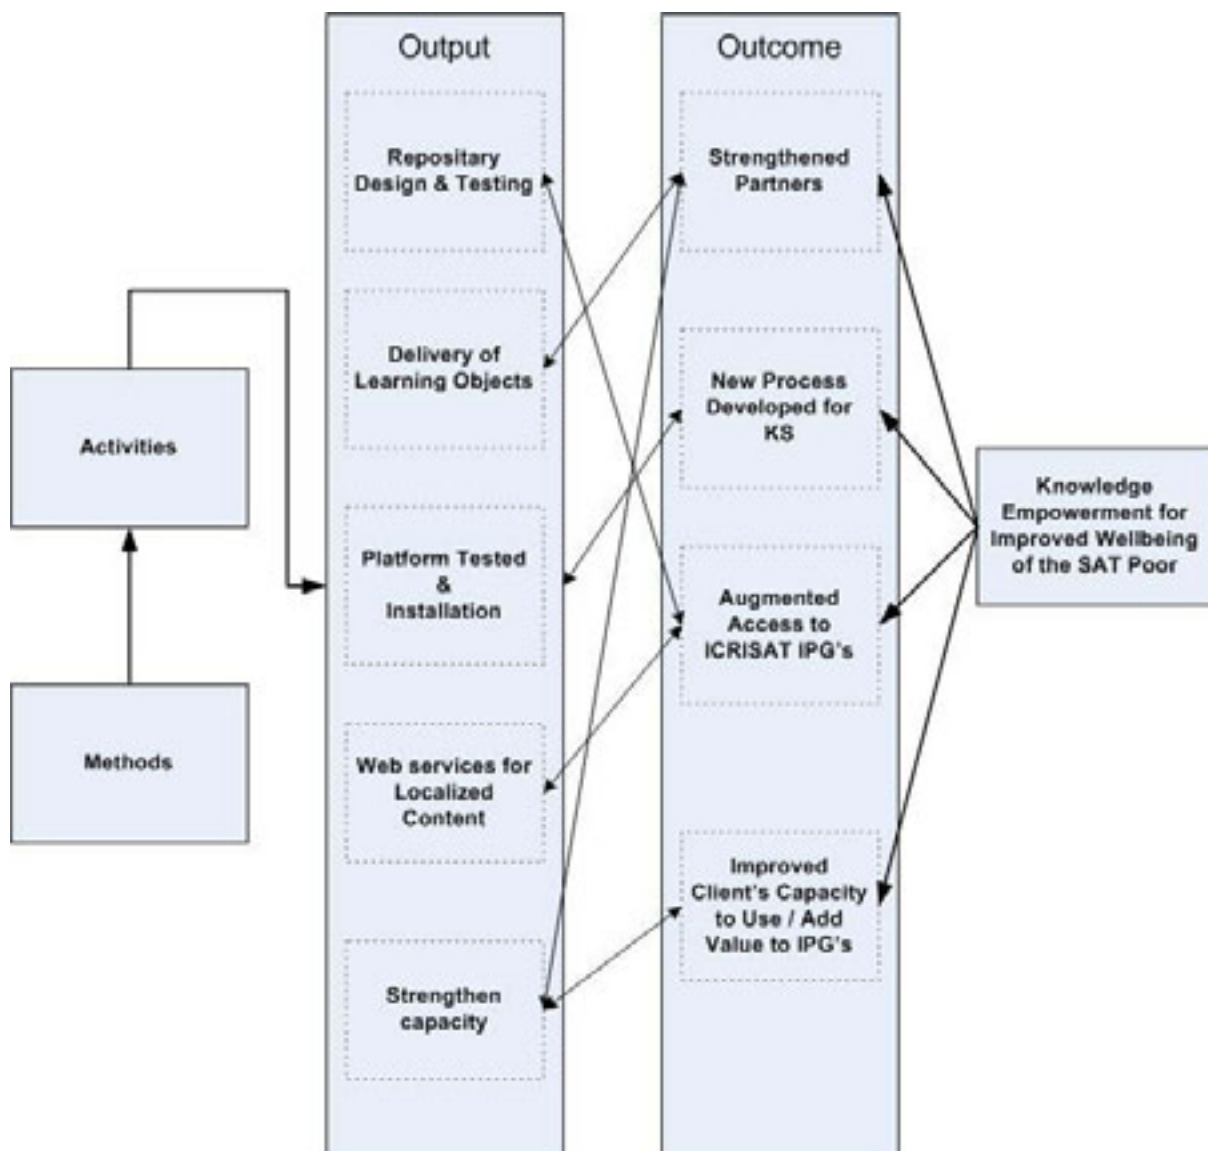 Output
Repositary
Design & Testing
Delivery of
Learning Objects
Platform Tested
&
Installation
Web services for
Localized
Content
Strengthen
capacity
Outcome
Strengthened
Partners
New Process
Developed for
KS
Augmented
Access to
ICRISAT IPG's
Improved
Client's Capacity
to Use / Add
Value to IPG's
Activities
Methods
Knowledge
Empowerment for
Improved Wellbeing
of the SAT Poor